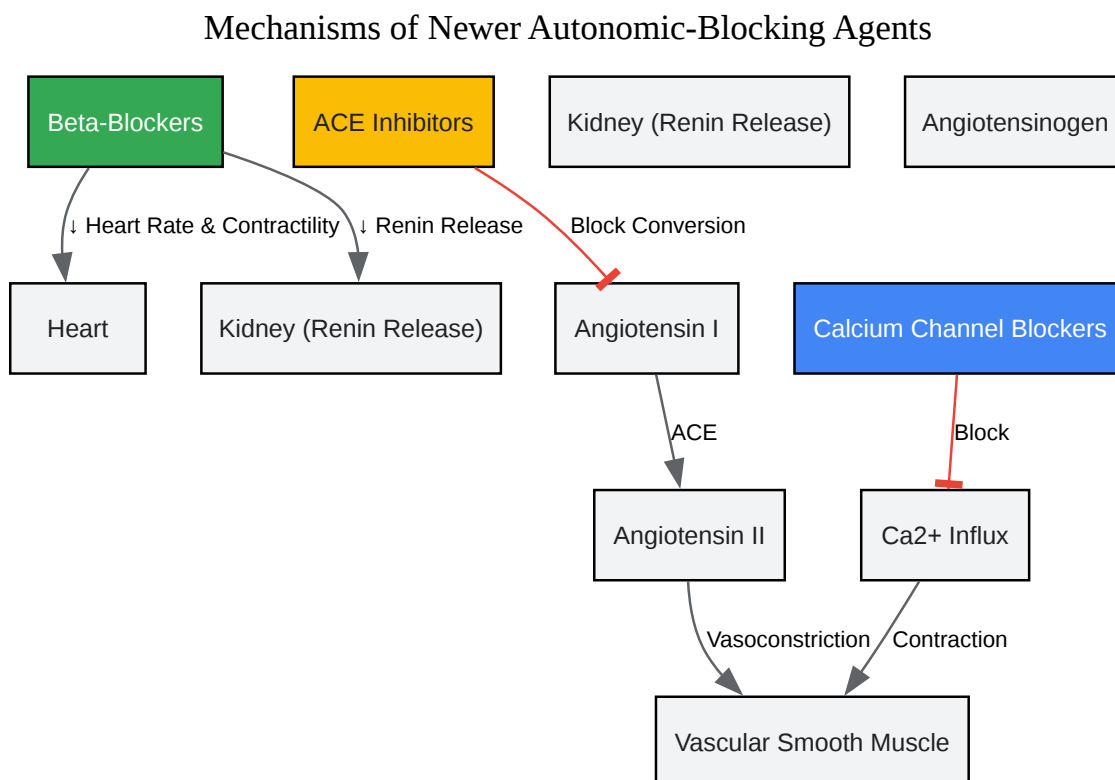 Mechanisms of Newer Autonomic-Blocking Agents
Beta-Blockers
ACE Inhibitors
Kidney (Renin Release)
Angiotensinogen
↓ Heart Rate & Contractility
↓ Renin Release
Block Conversion
Heart
Kidney (Renin Release)
Angiotensin I
Calcium Channel Blockers
ACE
Block
Angiotensin II
Ca2+ Influx
Vasoconstriction
Contraction
Vascular Smooth Muscle